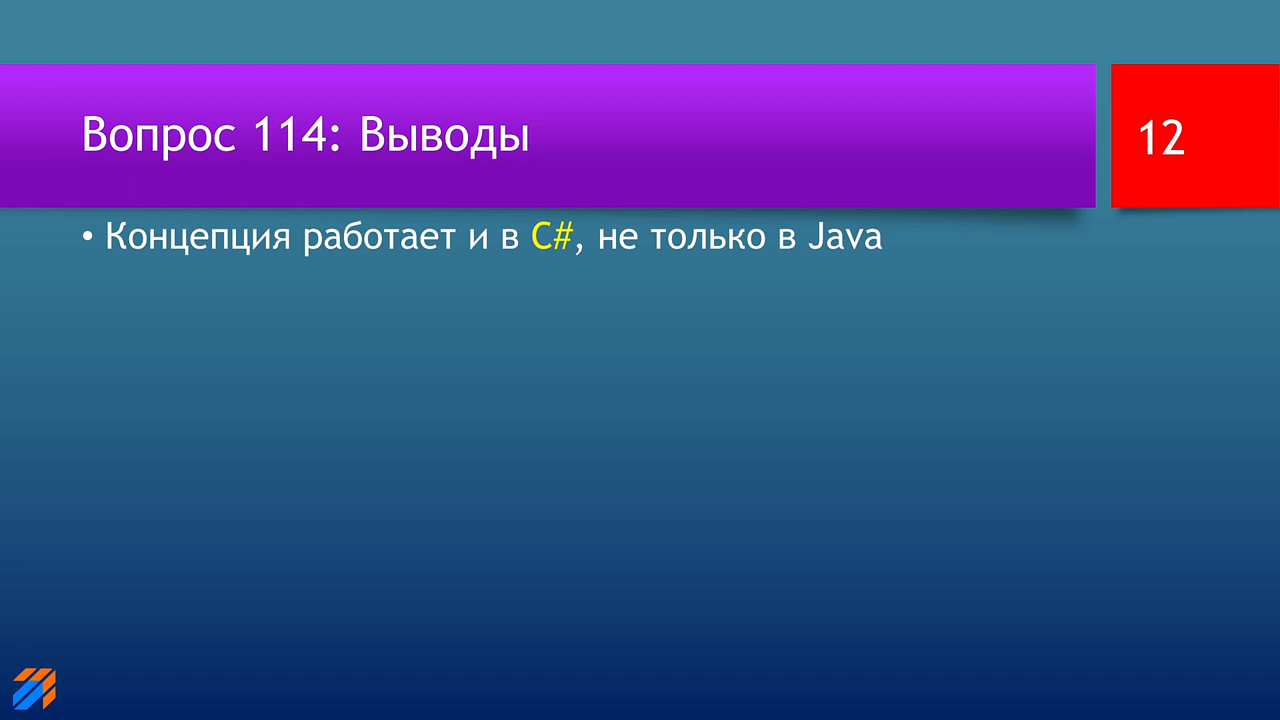 Вопрос 114: Выводы
12
• Концепция работает и в C#, не только в Java